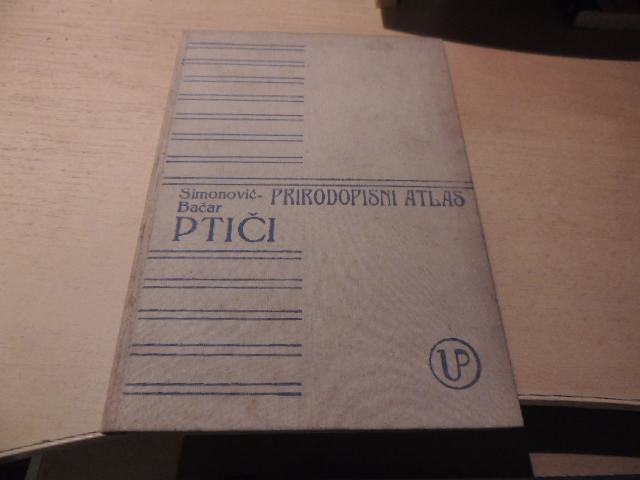 Simonović- PRIRODOPISNI ATLAS
Bačar
PTIČI
UP